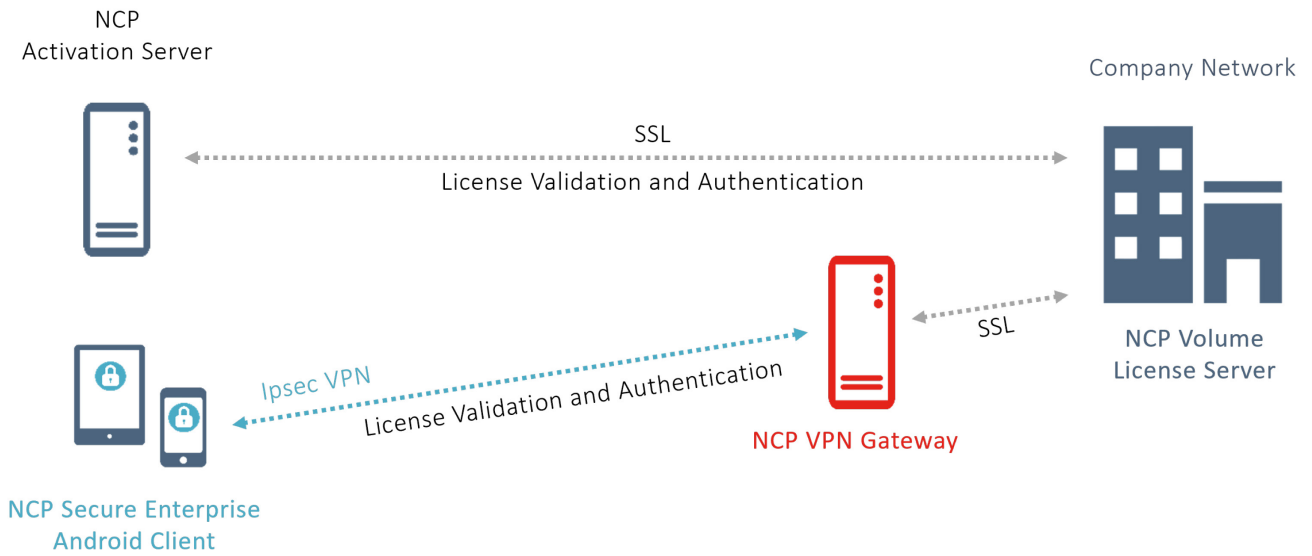 NCP
Activation Server
Company Network
SSL
License Validation and Authentication
SSL
NCP Volume
License Server
Ipsec VPN
License Validation and Authentication
NCP VPN Gateway
NCP Secure Enterprise
Android Client